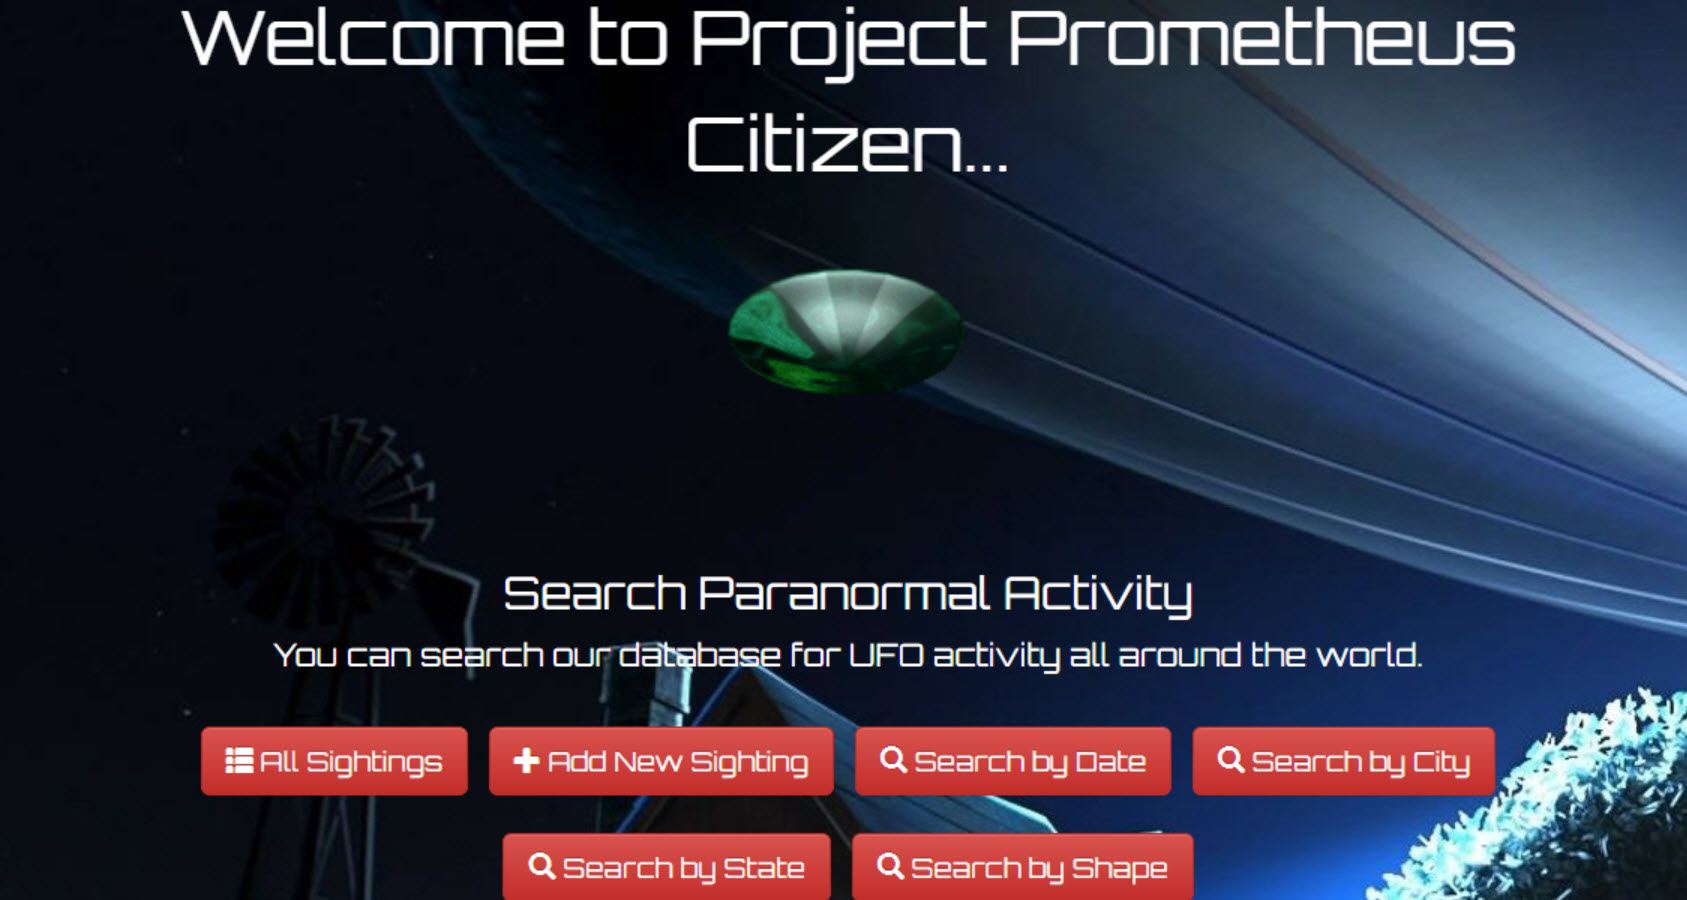 Welcome to Project Prometheus
Citizen...
Search Paranormal Activity
You can search our database for UFO activity all around the world.
All Sightings
Add New Sighting
Search by Date
Search by City
Search by State
Search by Shape